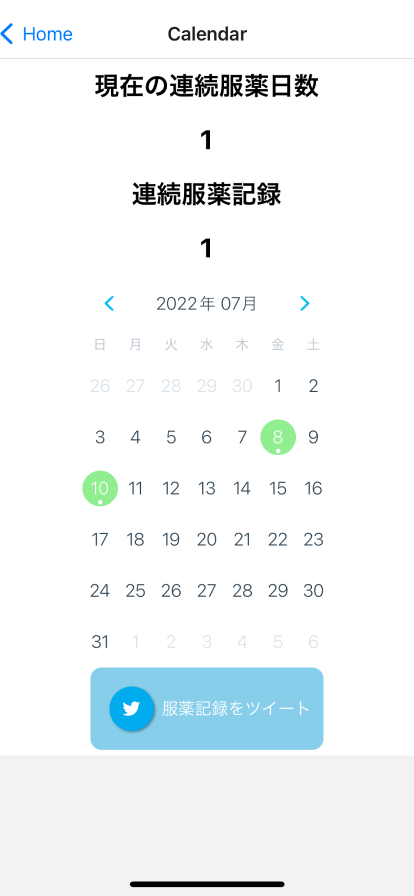 Home Calendar
現在の連続服薬日数
1
連続服薬記録
1
2022年 07月
日 月 火 水 木 金 土
26 27 28 29 30 1 2
3 4 5 6 7 8 9
10 11 12 13 14 15 16
17 18 19 20 21 22 23
24 25 26 27 28 29 30
31 1 2 3 4 5 6
服薬記録をツイート